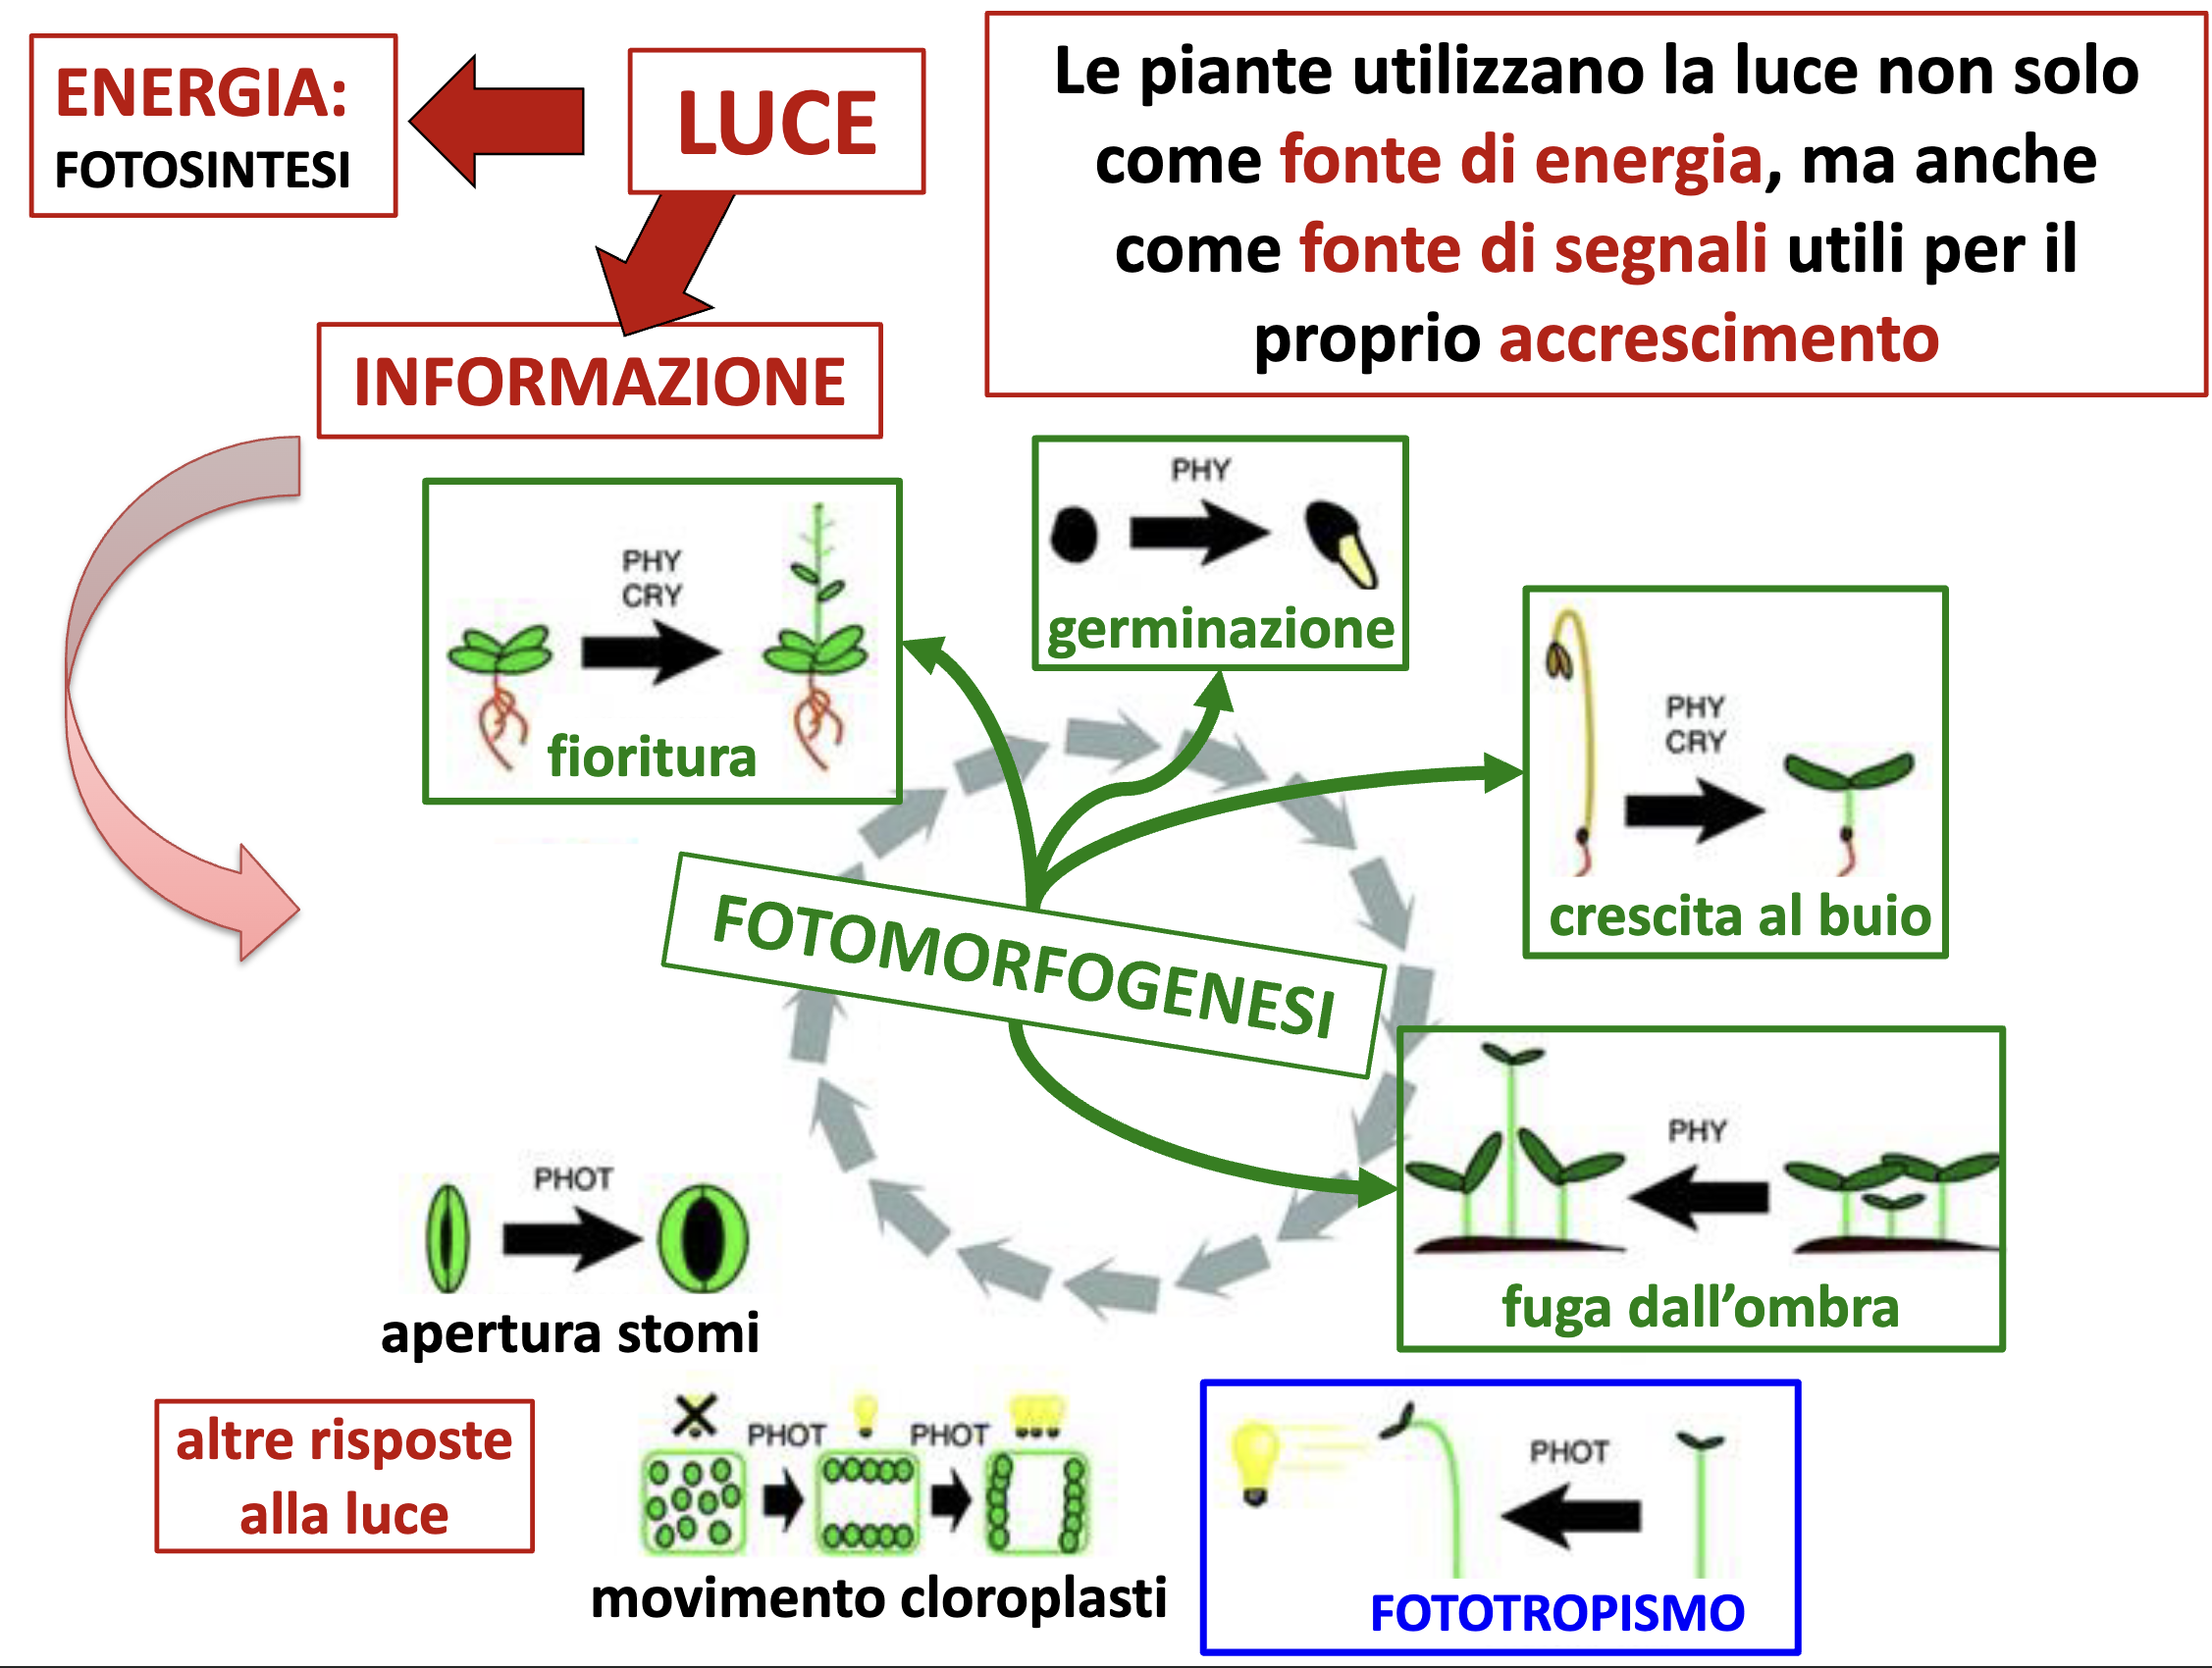 ENERGIA:
FOTOSINTESI
LUCE
Le piante utilizzano la luce non solo
come fonte di energia, ma anche
come fonte di segnali utili per il
proprio accrescimento
INFORMAZIONE
PHY
CRY
fioritura
PHY
germinazione
PHY
CRY
crescita al buio
FOTOMORFOGENESI
PHY
fuga dall’ombra
PHOT
apertura stomi
altre risposte
alla luce
PHOT
PHOT
movimento cloroplasti
PHOT
FOTOTROPISMO